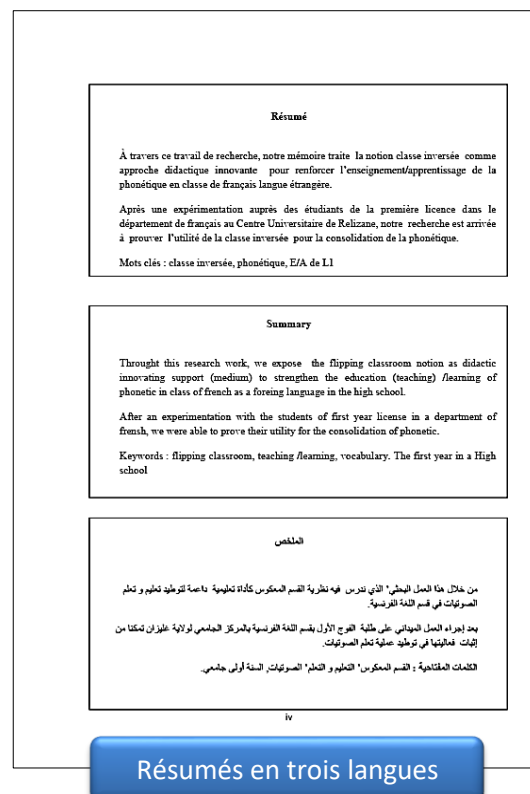 Résumé
À travers ce travail de recherche, notre mémoire traite la notion classe inversée comme
approche didactique innovante pour renforcer l'enseignement/apprentissage de la
phonétique en classe de français langue étrangère.
Après une expérimentation auprès des étudiants de la première licence dans le
département de français au Centre Universitaire de Relizane, notre recherche est arrivée
à prouver l'utilité de la classe inversée pour la consolidation de la phonétique.
Mots clés : classe inversée, phonétique, E/A de L1
Summary
Throught this research work, we expose the flipping classroom notion as didactic
innovating support (medium) to strengthen the education (teaching) /learning of
phonetic in class of french as a foreing language in the high school.
After an experimentation with the students of first year license in a department of
frensh, we were able to prove their utility for the consolidation of phonetic.
Keywords : flipping classroom, teaching /learning, vocabulary. The first year in a High
school
الملخص
من خلال هذا العمل البحثي' الذي ندرس فيه نظرية القسم المعكوس كأداة تعليمية داعمة لتوطيد تعليم و تعلم
الصوتيات في قسم اللغة الفرنسية.
بعد إجراء العمل الميداني على طلبة الفوج الأول بقسم اللغة الفرنسية بالمركز الجامعي لولاية غليزان تمكنا من
إثبات فعاليتها في توطيد عملية تعلم الصوتيات.
الكلمات المفتاحية : القسم المعكوس' التعليم و التعلم' الصوتيات, السنة أولى جامعي.
iv
Résumés en trois langues